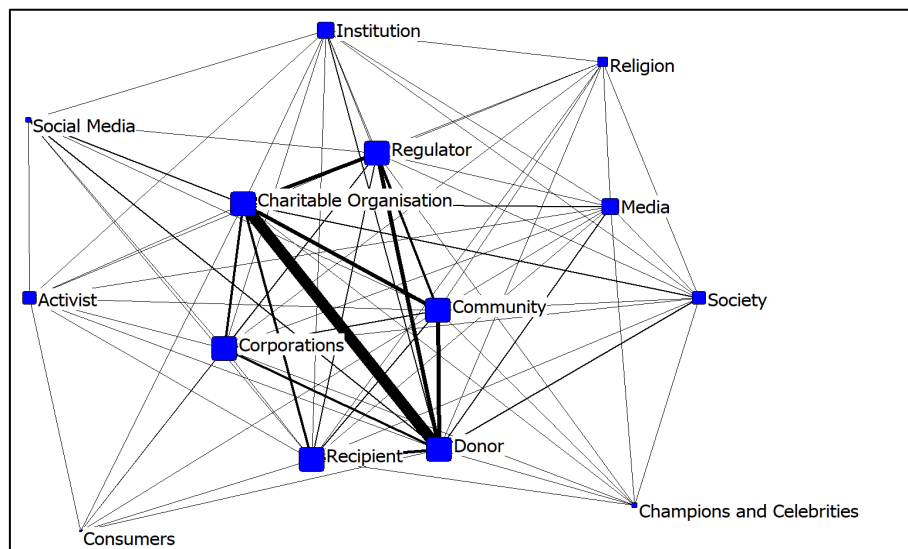 Institution
Religion
Social Media
Regulator
Charitable Organisation
Media
Activist
Community
Society
Corporations
Recipient
Donor
Champions and Celebrities
Consumers